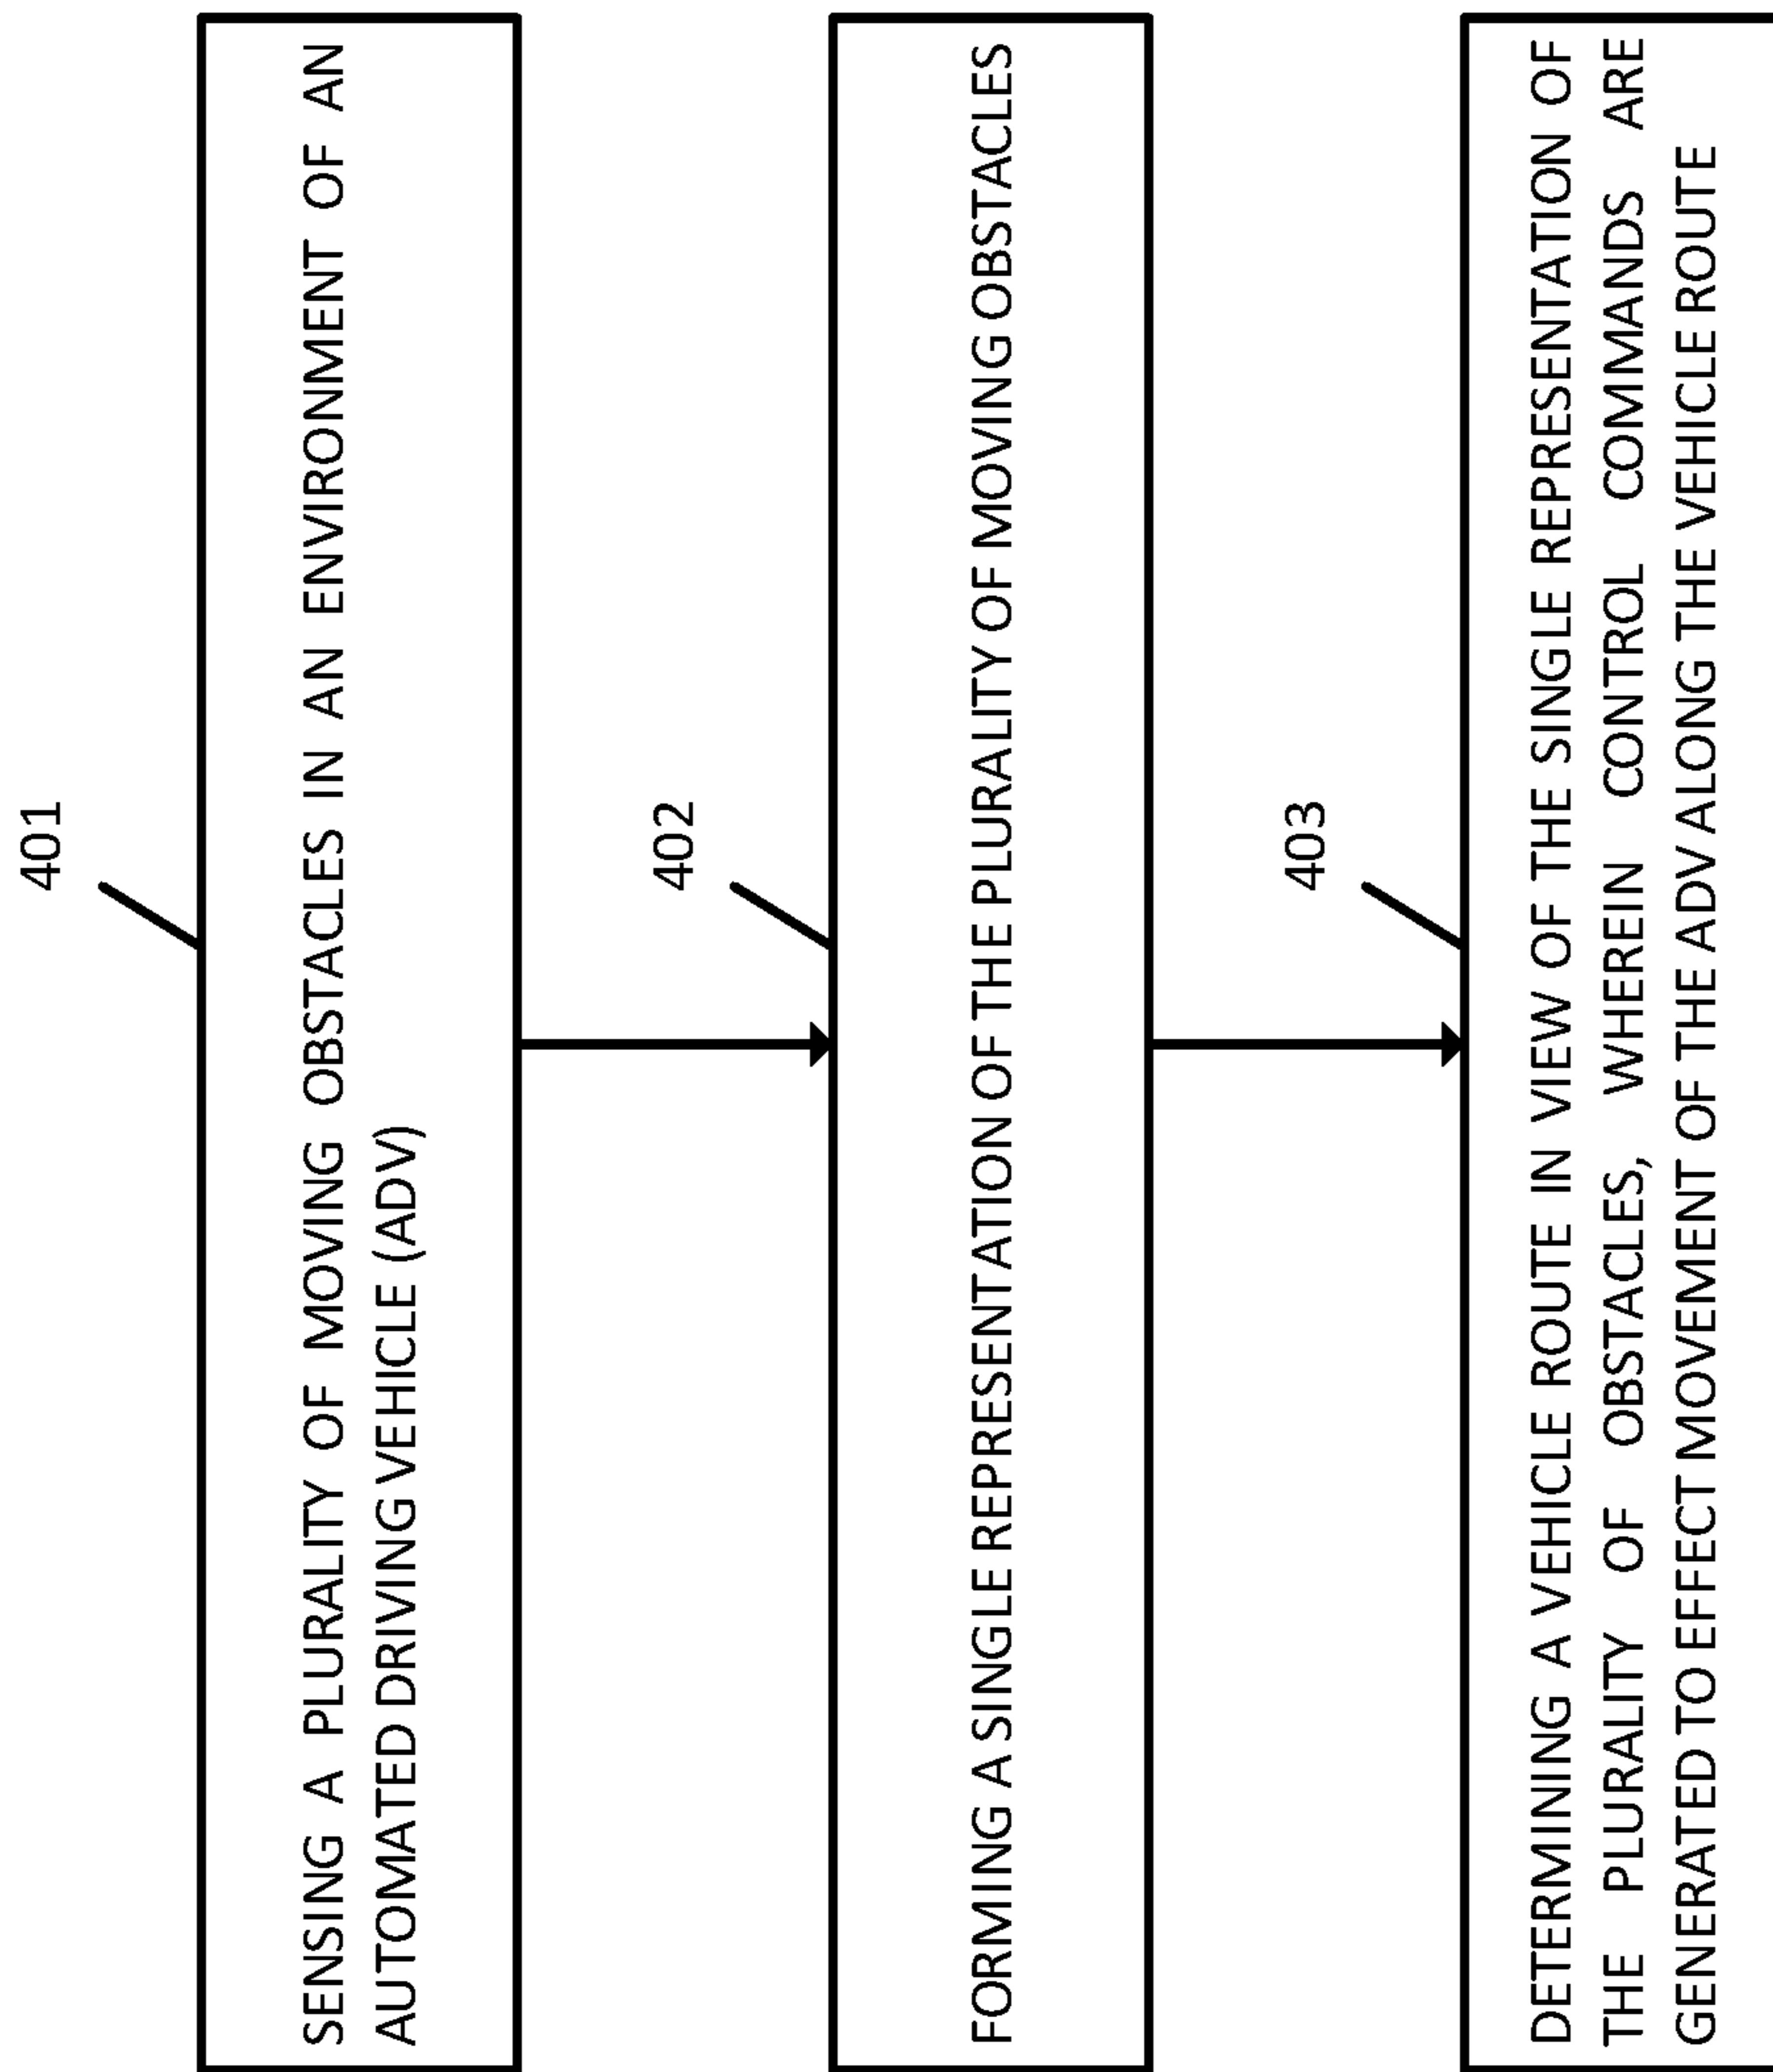 401
SENSING A PLURALITY OF MOVING OBSTACLES IN AN ENVIRONMENT OF AN
AUTOMATED DRIVING VEHICLE (ADV)
402
FORMING A SINGLE REPRESENTATION OF THE PLURALITY OF MOVING OBSTACLES
403
DETERMINING A VEHICLE ROUTE IN VIEW OF THE SINGLE REPRESENTATION OF
THE PLURALITY OF OBSTACLES, WHEREIN CONTROL COMMANDS ARE
GENERATED TO EFFECT MOVEMENT OF THE ADV ALONG THE VEHICLE ROUTE